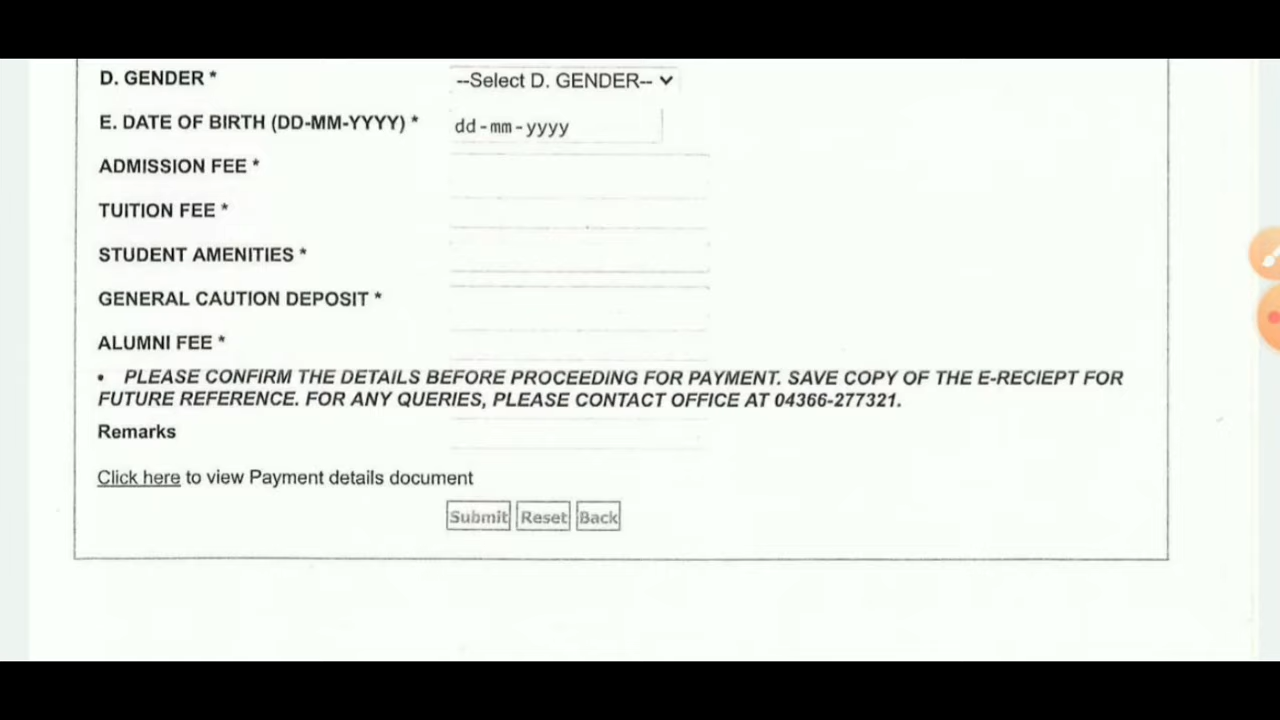 D. GENDER * --Select D. GENDER--
E. DATE OF BIRTH (DD-MM-YYYY) * dd-mm-yyyy
ADMISSION FEE *
TUITION FEE *
STUDENT AMENITIES *
GENERAL CAUTION DEPOSIT *
ALUMNI FEE *
• PLEASE CONFIRM THE DETAILS BEFORE PROCEEDING FOR PAYMENT. SAVE COPY OF THE E-RECIEPT FOR
FUTURE REFERENCE. FOR ANY QUERIES, PLEASE CONTACT OFFICE AT 04366-277321.
Remarks
Click here to view Payment details document
Submit Reset Back